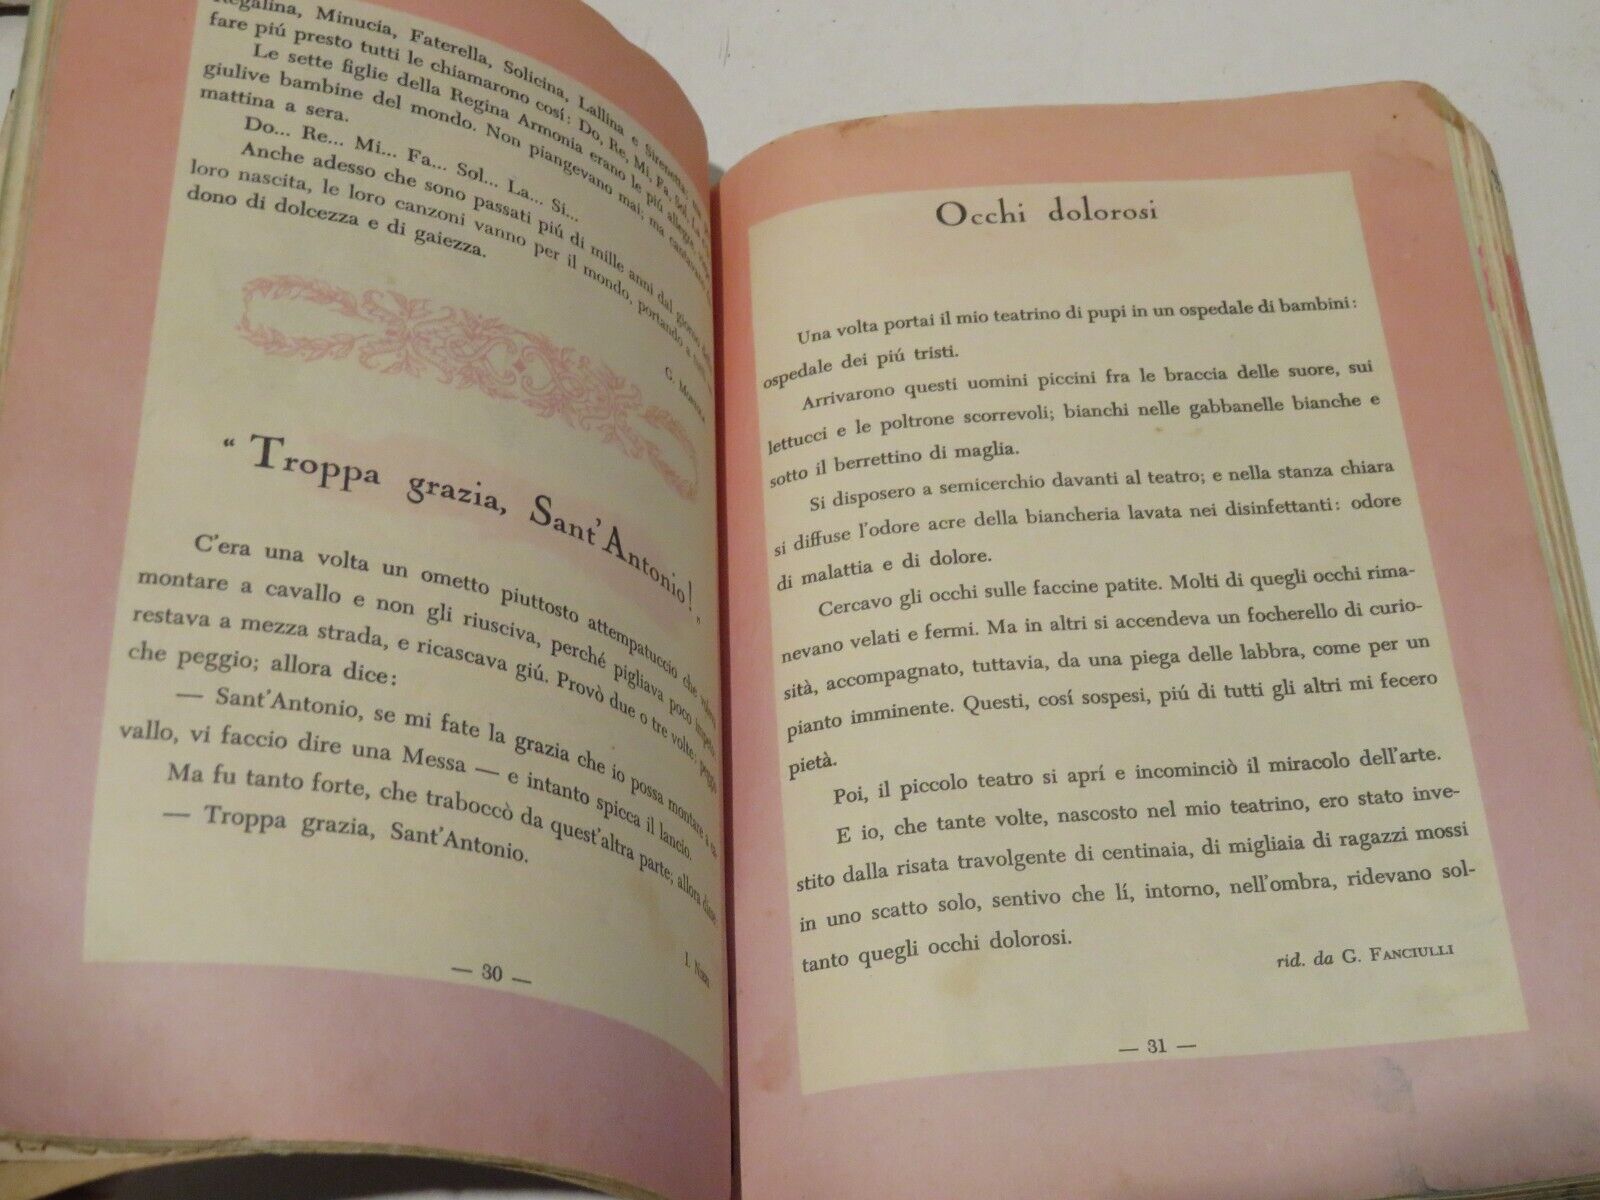 Regalina, Minucia, Faterella, Solicina, Lallina e Sirenetta;
fare piú presto tutti le chiamarono cosí: Do, Re, Mi, Fa, Sol, La
Le sette figlie della Regina Armonia erano le piú allegre,
giulive bambine del mondo. Non piangevano mai; ma cantavano
mattina a sera.
Do... Re... Mi... Fa... Sol... La... Si...
Anche adesso che sono passati piú di mille anni dal giorno della
loro nascita, le loro canzoni vanno per il mondo, portando a
dono di dolcezza e di gaiezza.
G.
“ Troppa grazia, Sant'Antonio! ”
C'era una volta un ometto piuttosto attempatuccio che voleva
montare a cavallo e non gli riusciva, perché pigliava poco impeto,
restava a mezza strada, e ricascava giú. Provò due o tre volte: peggio
che peggio; allora dice:
— Sant'Antonio, se mi fate la grazia che io possa montare a ca-
vallo, vi faccio dire una Messa — e intanto spicca il lancio.
Ma fu tanto forte, che traboccò da quest'altra parte; allora disse:
— Troppa grazia, Sant'Antonio.
I. Nieri
— 30 —
Occhi dolorosi
Una volta portai il mio teatrino di pupi in un ospedale di bambini:
ospedale dei piú tristi.
Arrivarono questi uomini piccini fra le braccia delle suore, sui
lettucci e le poltrone scorrevoli; bianchi nelle gabbanelle bianche e
sotto il berrettino di maglia.
Si disposero a semicerchio davanti al teatro; e nella stanza chiara
si diffuse l'odore acre della biancheria lavata nei disinfettanti: odore
di malattia e di dolore.
Cercavo gli occhi sulle faccine patite. Molti di quegli occhi rima-
nevano velati e fermi. Ma in altri si accendeva un focherello di curio-
sità, accompagnato, tuttavia, da una piega delle labbra, come per un
pianto imminente. Questi, cosí sospesi, piú di tutti gli altri mi fecero
pietà.
Poi, il piccolo teatro si aprí e incominciò il miracolo dell'arte.
E io, che tante volte, nascosto nel mio teatrino, ero stato inve-
stito dalla risata travolgente di centinaia, di migliaia di ragazzi mossi
in uno scatto solo, sentivo che lí, intorno, nell'ombra, ridevano sol-
tanto quegli occhi dolorosi.
rid. da G. Fanciulli
— 31 —